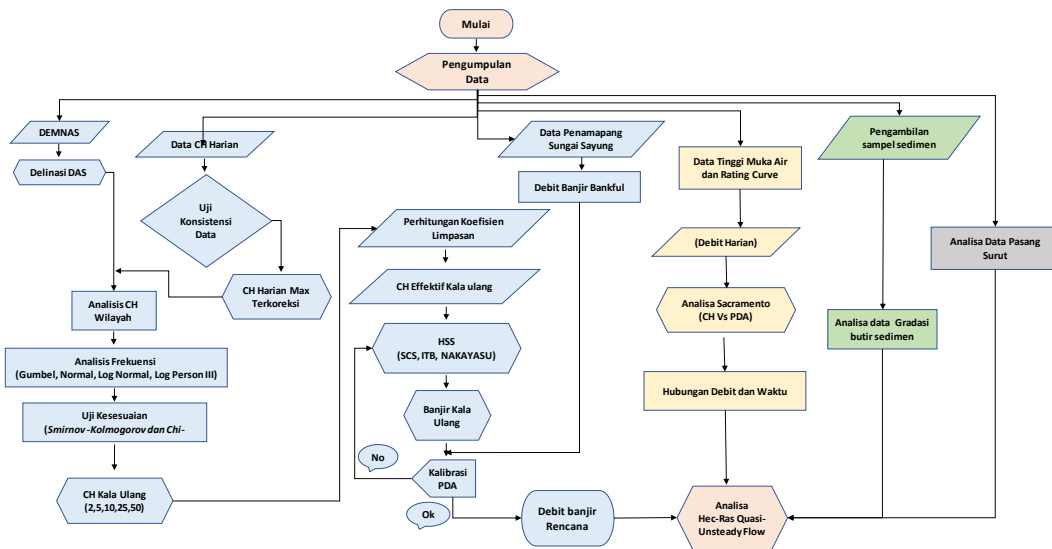 Mulai
Pengumpulan
Data
DEMNAS
Delinasi DAS
Data CH Harian
Uji
Konsistensi
Data
CH Harian Max
Terkoreksi
Analisis CH
Wilayah
Analisis Frekuensi
(Gumbel, Normal, Log Normal, Log Person III)
Uji Kesesuaian
(Smirnov -Kolmogorov dan Chi-
CH Kala Ulang
(2,5,10,25,50)
Data Penamapang
Sungai Sayung
Debit Banjir Bankful
Perhitungan Koefisien
Limpasan
CH Effektif Kala ulang
HSS
(SCS, ITB, NAKAYASU)
Banjir Kala
Ulang
No
Kalibrasi
PDA
Ok
Debit banjir
Rencana
Data Tinggi Muka Air
dan Rating Curve
(Debit Harian)
Analisa Sacramento
(CH Vs PDA)
Hubungan Debit dan Waktu
Analisa
Hec-Ras Quasi-
Unsteady Flow
Pengambilan
sampel sedimen
Analisa data Gradasi
butir sedimen
Analisa Data Pasang
Surut